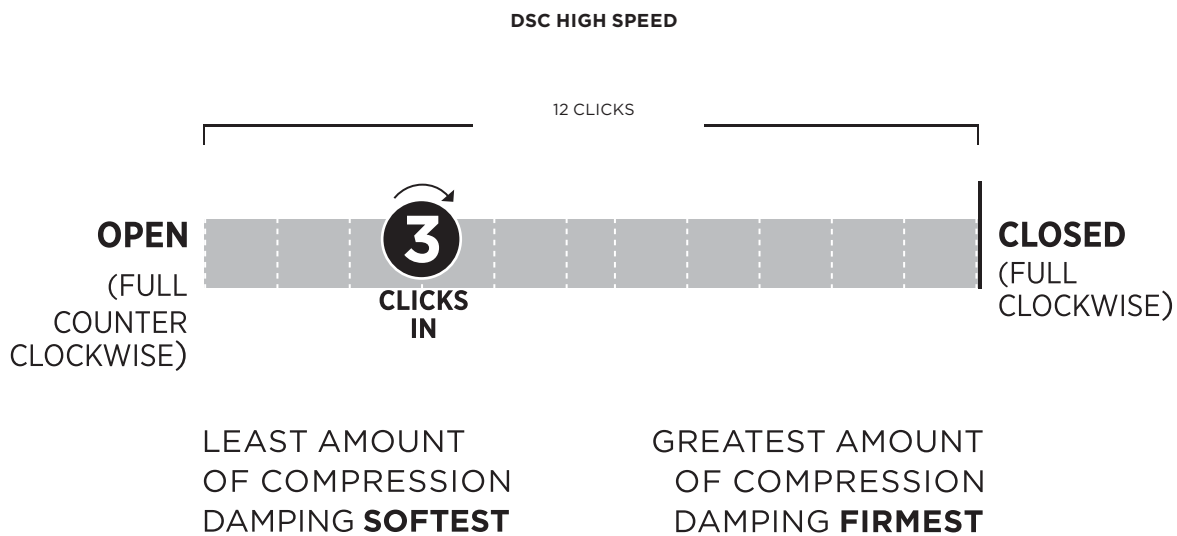 DSC HIGH SPEED
12 CLICKS
OPEN
(FULL
COUNTER
CLOCKWISE)
3
CLICKS
IN
CLOSED
(FULL
CLOCKWISE)
LEAST AMOUNT
OF COMPRESSION
DAMPING SOFTEST
GREATEST AMOUNT
OF COMPRESSION
DAMPING FIRMEST